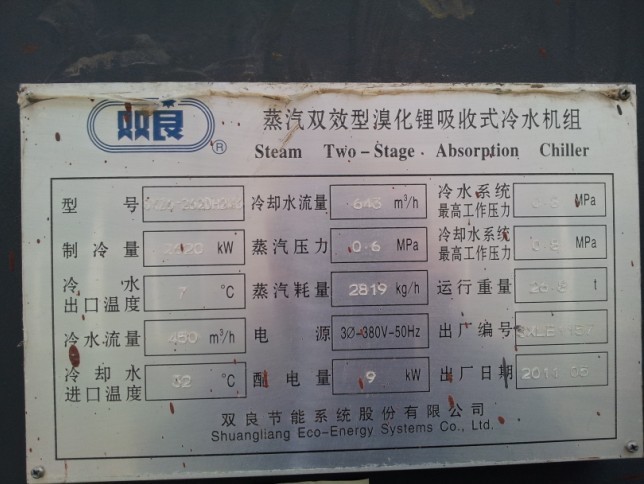 双良 ®
蒸汽双效型溴化锂吸收式冷水机组
Steam Two-Stage Absorption Chiller
型号 冷却水流量 645 m³/h 冷水系统最高工作压力 MPa
制冷量 kW 蒸汽压力 0.6 MPa 冷却水系统最高工作压力 0.8 MPa
冷水出口温度 7 °C 蒸汽耗量 2819 kg/h 运行重量 t
冷水流量 450 m³/h 电源 3Ø-380V-50Hz 出厂编号
冷却水进口温度 32 °C 配电量 9 kW 出厂日期
双良节能系统股份有限公司
Shuangliang Eco-Energy Systems Co., Ltd.